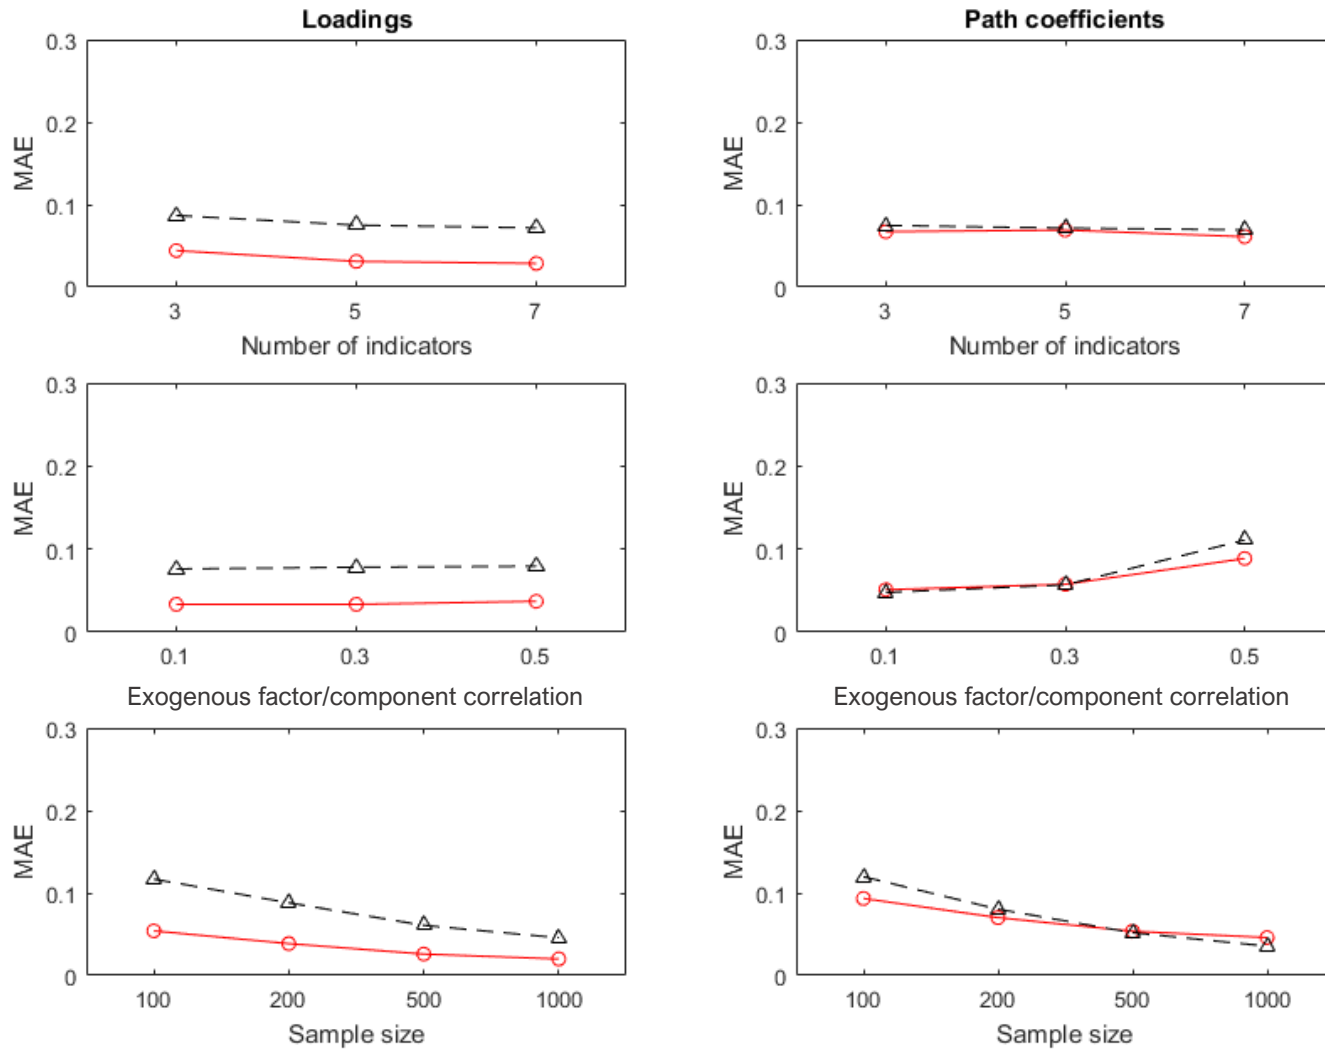 Loadings
0.3
0.2
0.1
0
MAE
3 5 7
Number of indicators
Path coefficients
0.3
0.2
0.1
0
MAE
3 5 7
Number of indicators
0.3
0.2
0.1
0
MAE
0.1 0.3 0.5
Exogenous factor/component correlation
0.3
0.2
0.1
0
MAE
0.1 0.3 0.5
Exogenous factor/component correlation
0.3
0.2
0.1
0
MAE
100 200 500 1000
Sample size
0.3
0.2
0.1
0
MAE
100 200 500 1000
Sample size